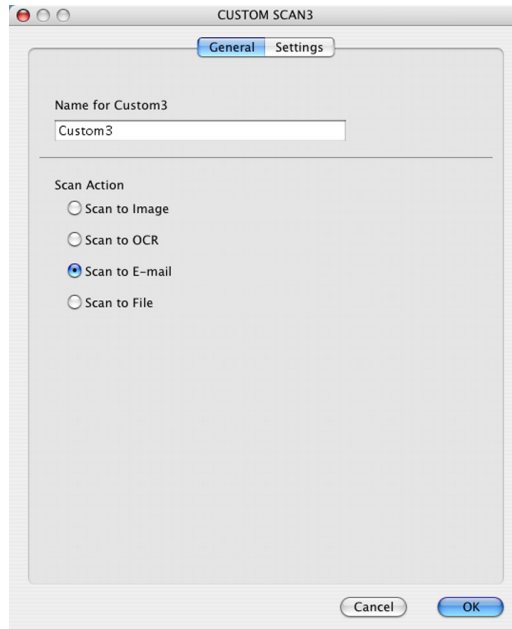 CUSTOM SCAN3
General Settings
Name for Custom3
Custom3
Scan Action
Scan to Image
Scan to OCR
Scan to E-mail
Scan to File
Cancel OK